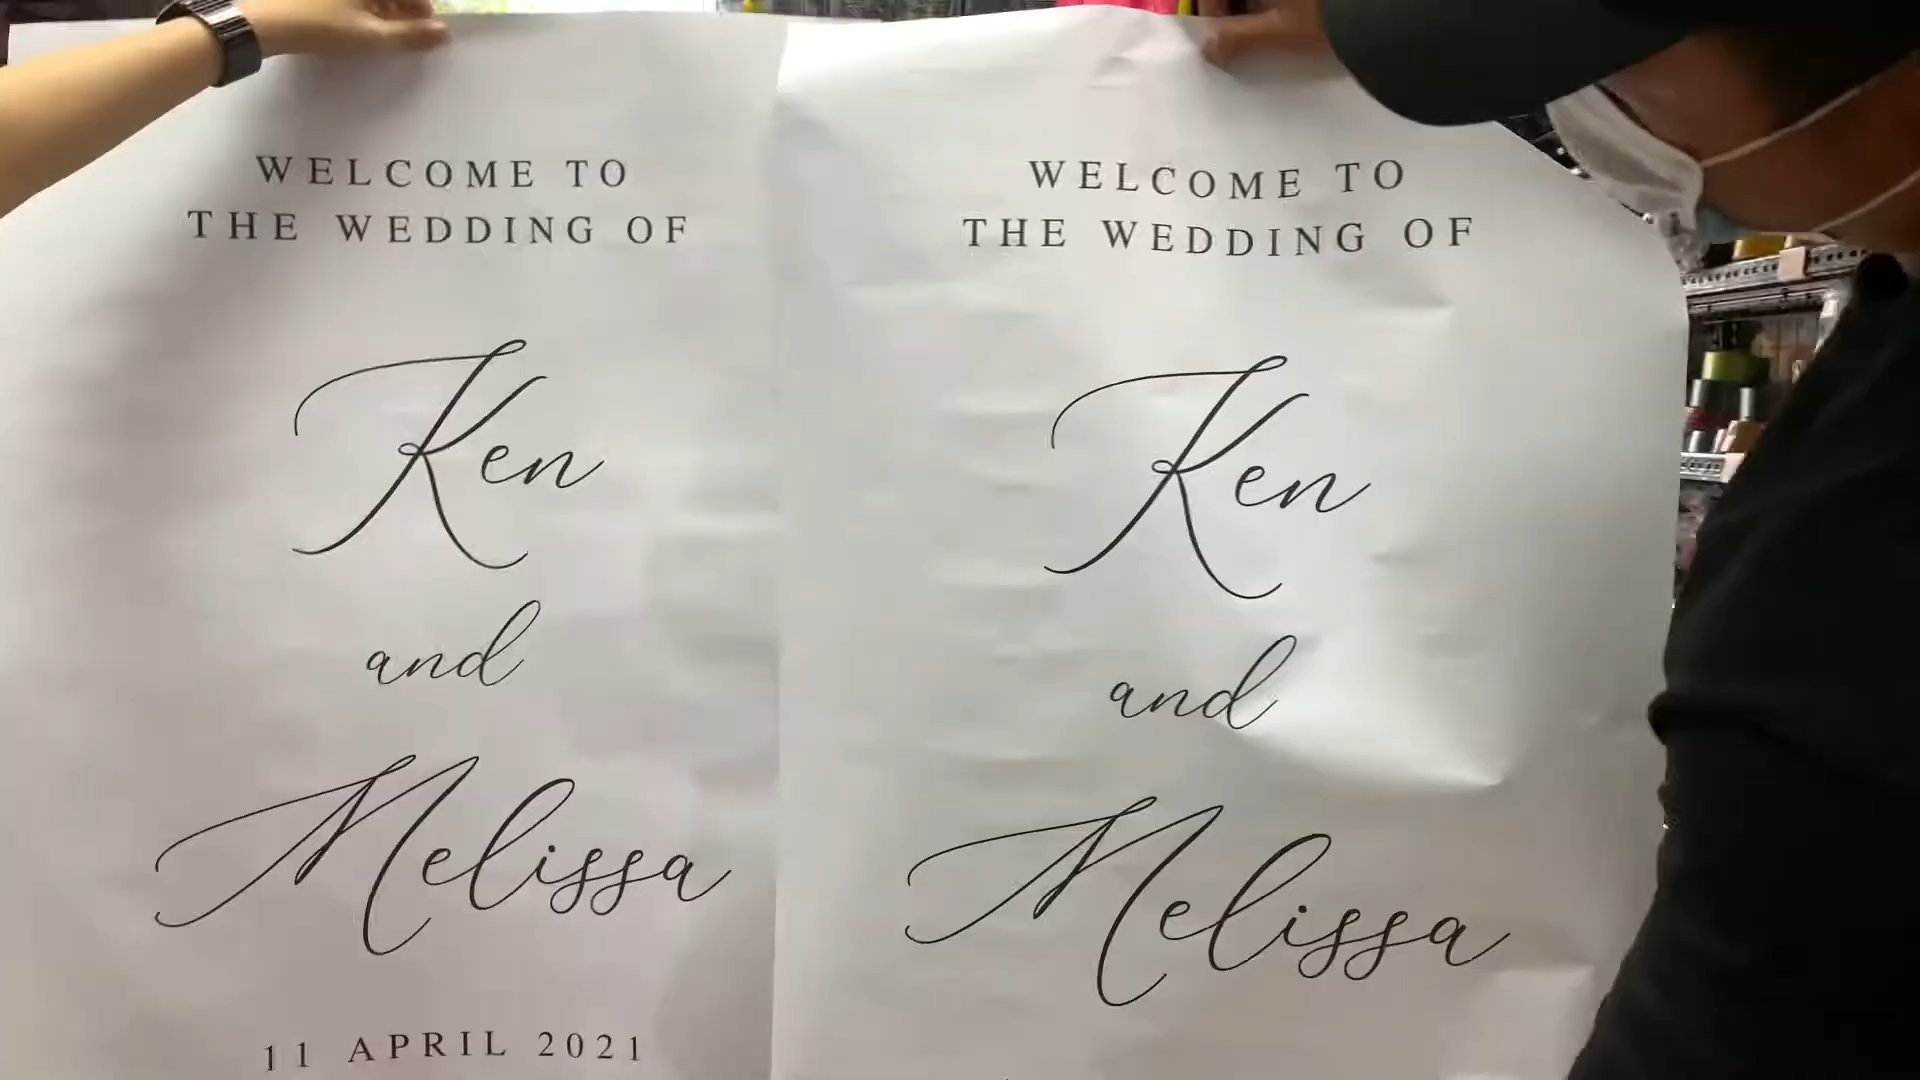 WELCOME TO
THE WEDDING OF
Ken
and
Melissa
11 APRIL 2021
WELCOME TO
THE WEDDING OF
Ken
and
Melissa